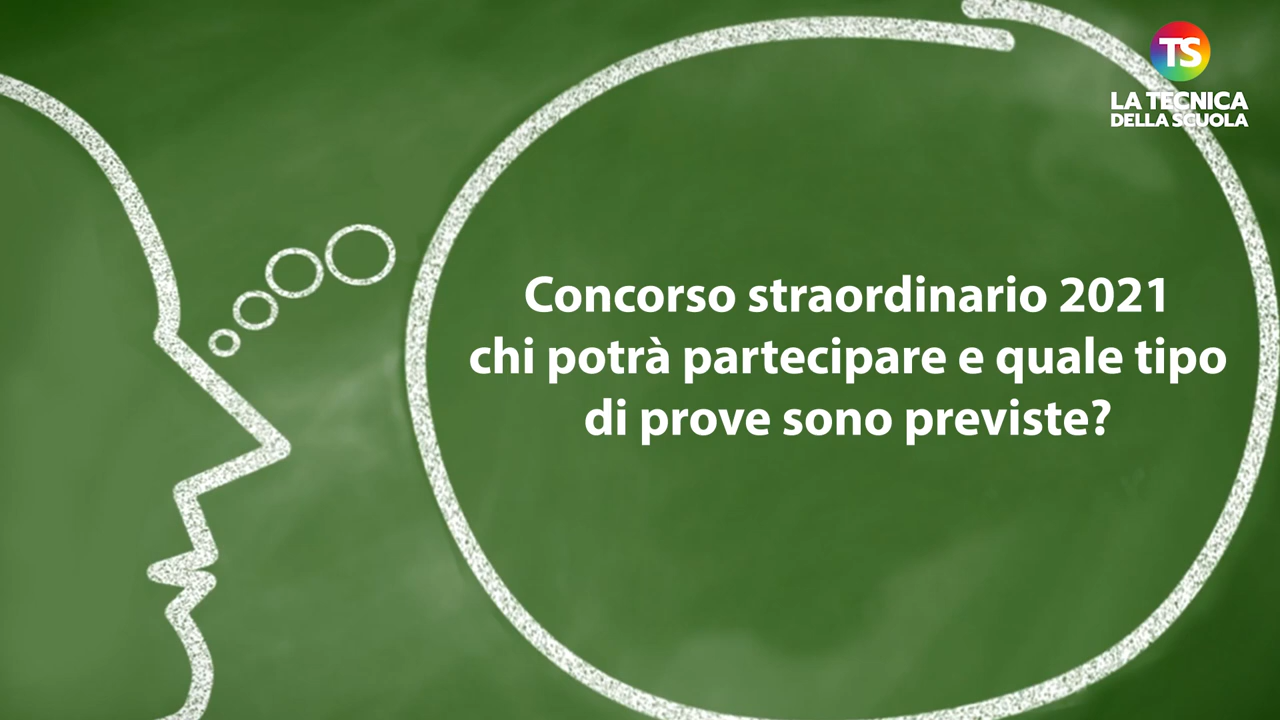 TS
LA TECNICA
DELLA SCUOLA
Concorso straordinario 2021
chi potrà partecipare e quale tipo
di prove sono previste?